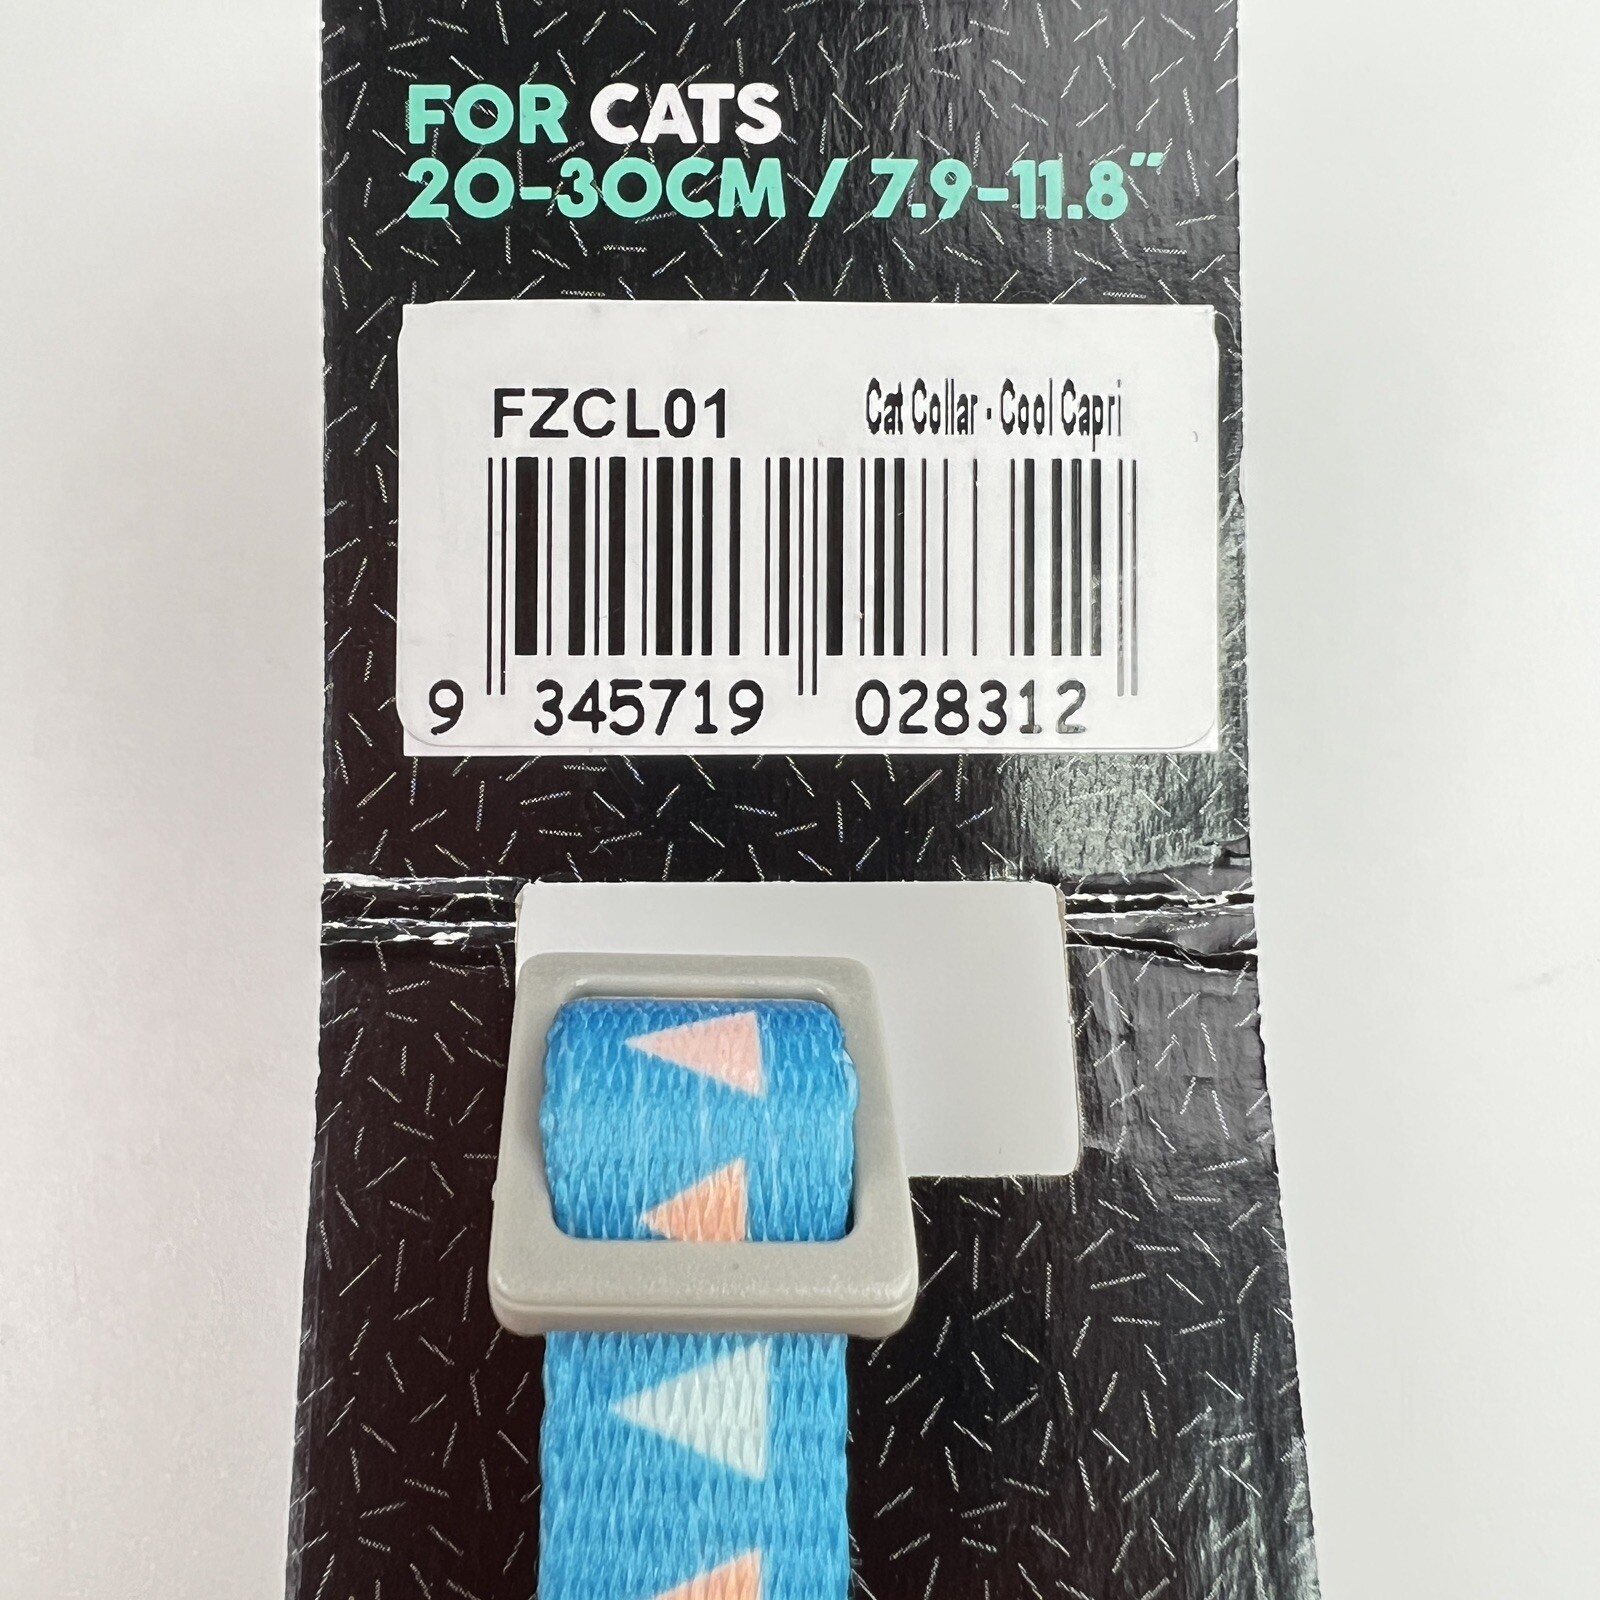 FOR CATS
20-30CM / 7.9-11.8"
FZCL01 Cat Collar - Cool Capri
9 345719 028312